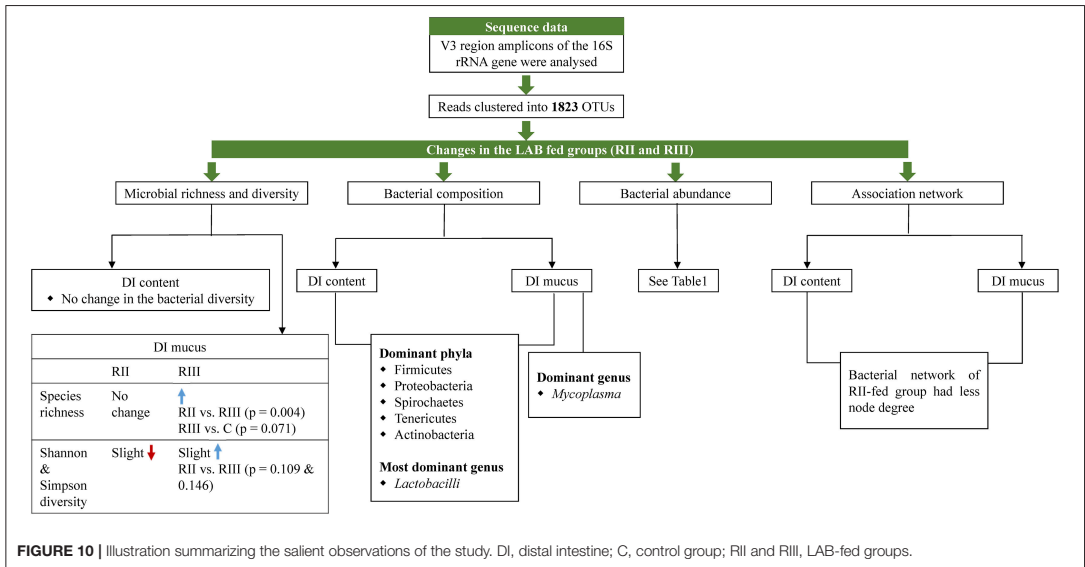 Sequence data
V3 region amplicons of the 16S
rRNA gene were analysed
Reads clustered into 1823 OTUs
Changes in the LAB fed groups (RII and RIII)
Microbial richness and diversity
Bacterial composition
Bacterial abundance
Association network
DI content
◆ No change in the bacterial diversity
DI content
DI mucus
See Table1
DI content
DI mucus
DI mucus
RII RIII
Species richness
No change
↑
RII vs. RIII (p = 0.004)
RIII vs. C (p = 0.071)
Shannon & Simpson diversity
Slight ↓
Slight ↑
RII vs. RIII (p = 0.109 &
0.146)
Dominant phyla
◆ Firmicutes
◆ Proteobacteria
◆ Spirochaetes
◆ Tenericutes
◆ Actinobacteria
Most dominant genus
◆ Lactobacilli
Dominant genus
◆ Mycoplasma
Bacterial network of
RII-fed group had less
node degree
FIGURE 10 | Illustration summarizing the salient observations of the study. DI, distal intestine; C, control group; RII and RIII, LAB-fed groups.